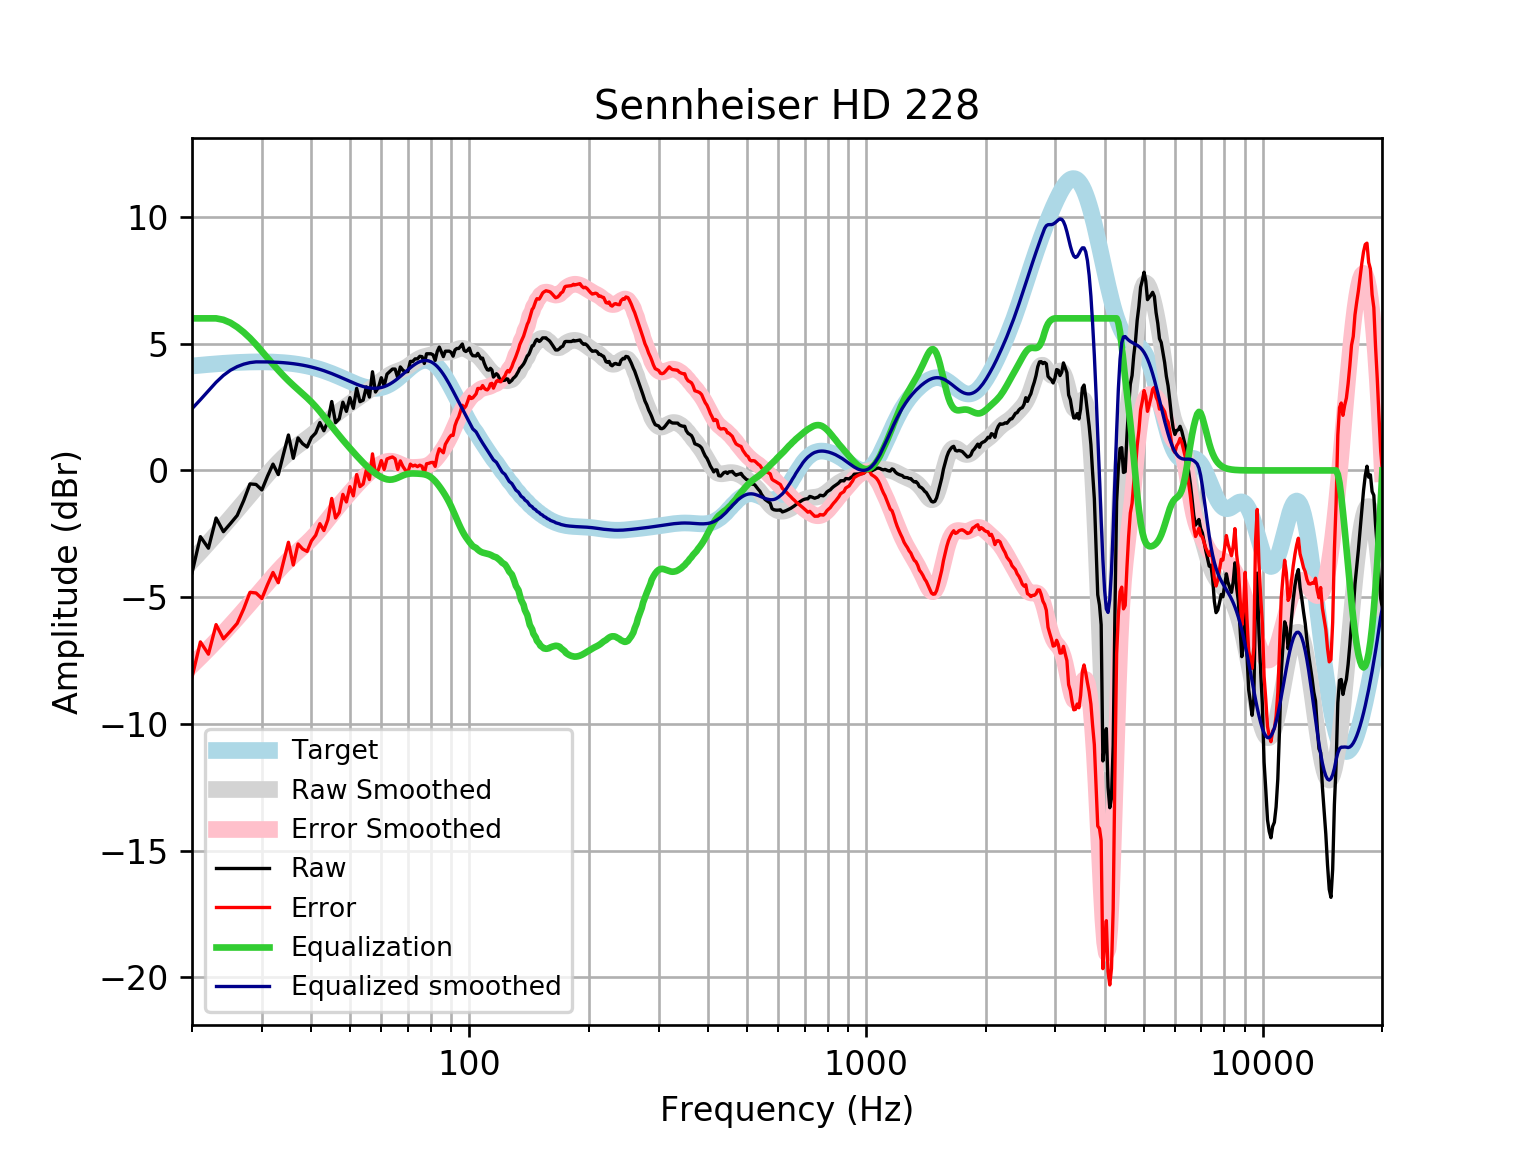 Sennheiser HD 228
Amplitude (dBr)
10
5
0
−5
−10
−15
−20
Target
Raw Smoothed
Error Smoothed
Raw
Error
Equalization
Equalized smoothed
100
1000
10000
Frequency (Hz)